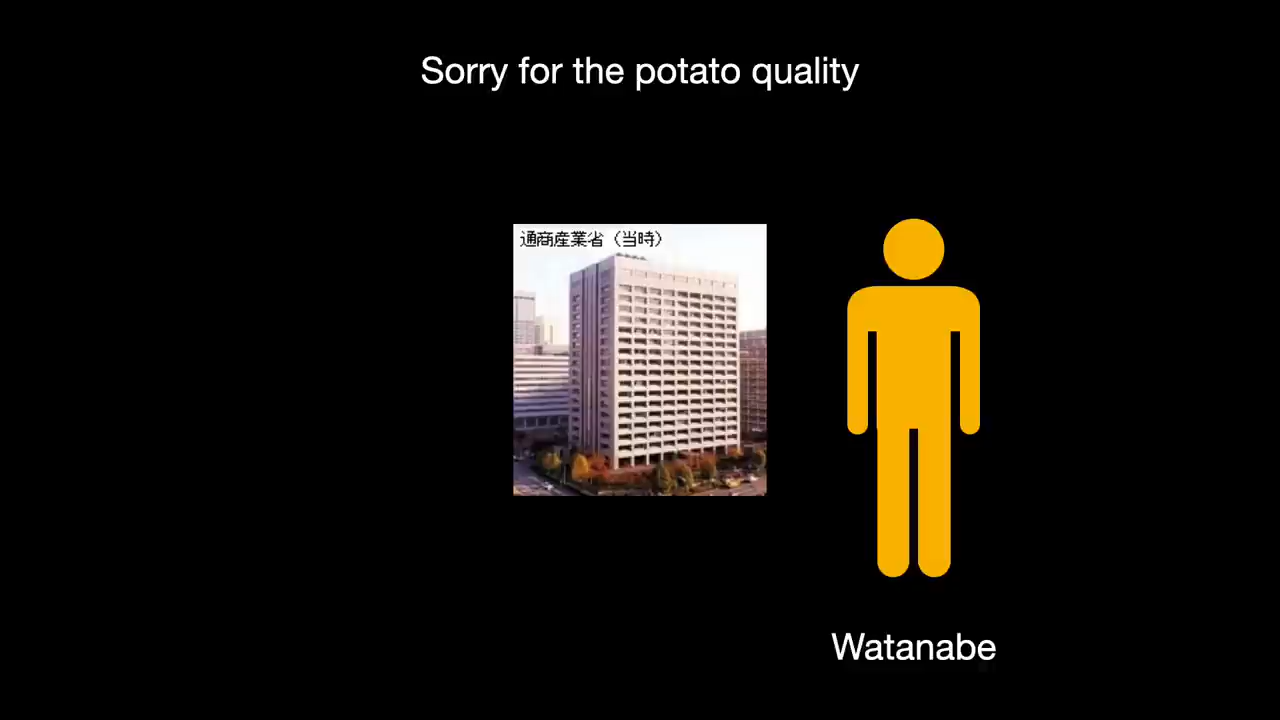 Sorry for the potato quality
通商産業省（当時）
Watanabe